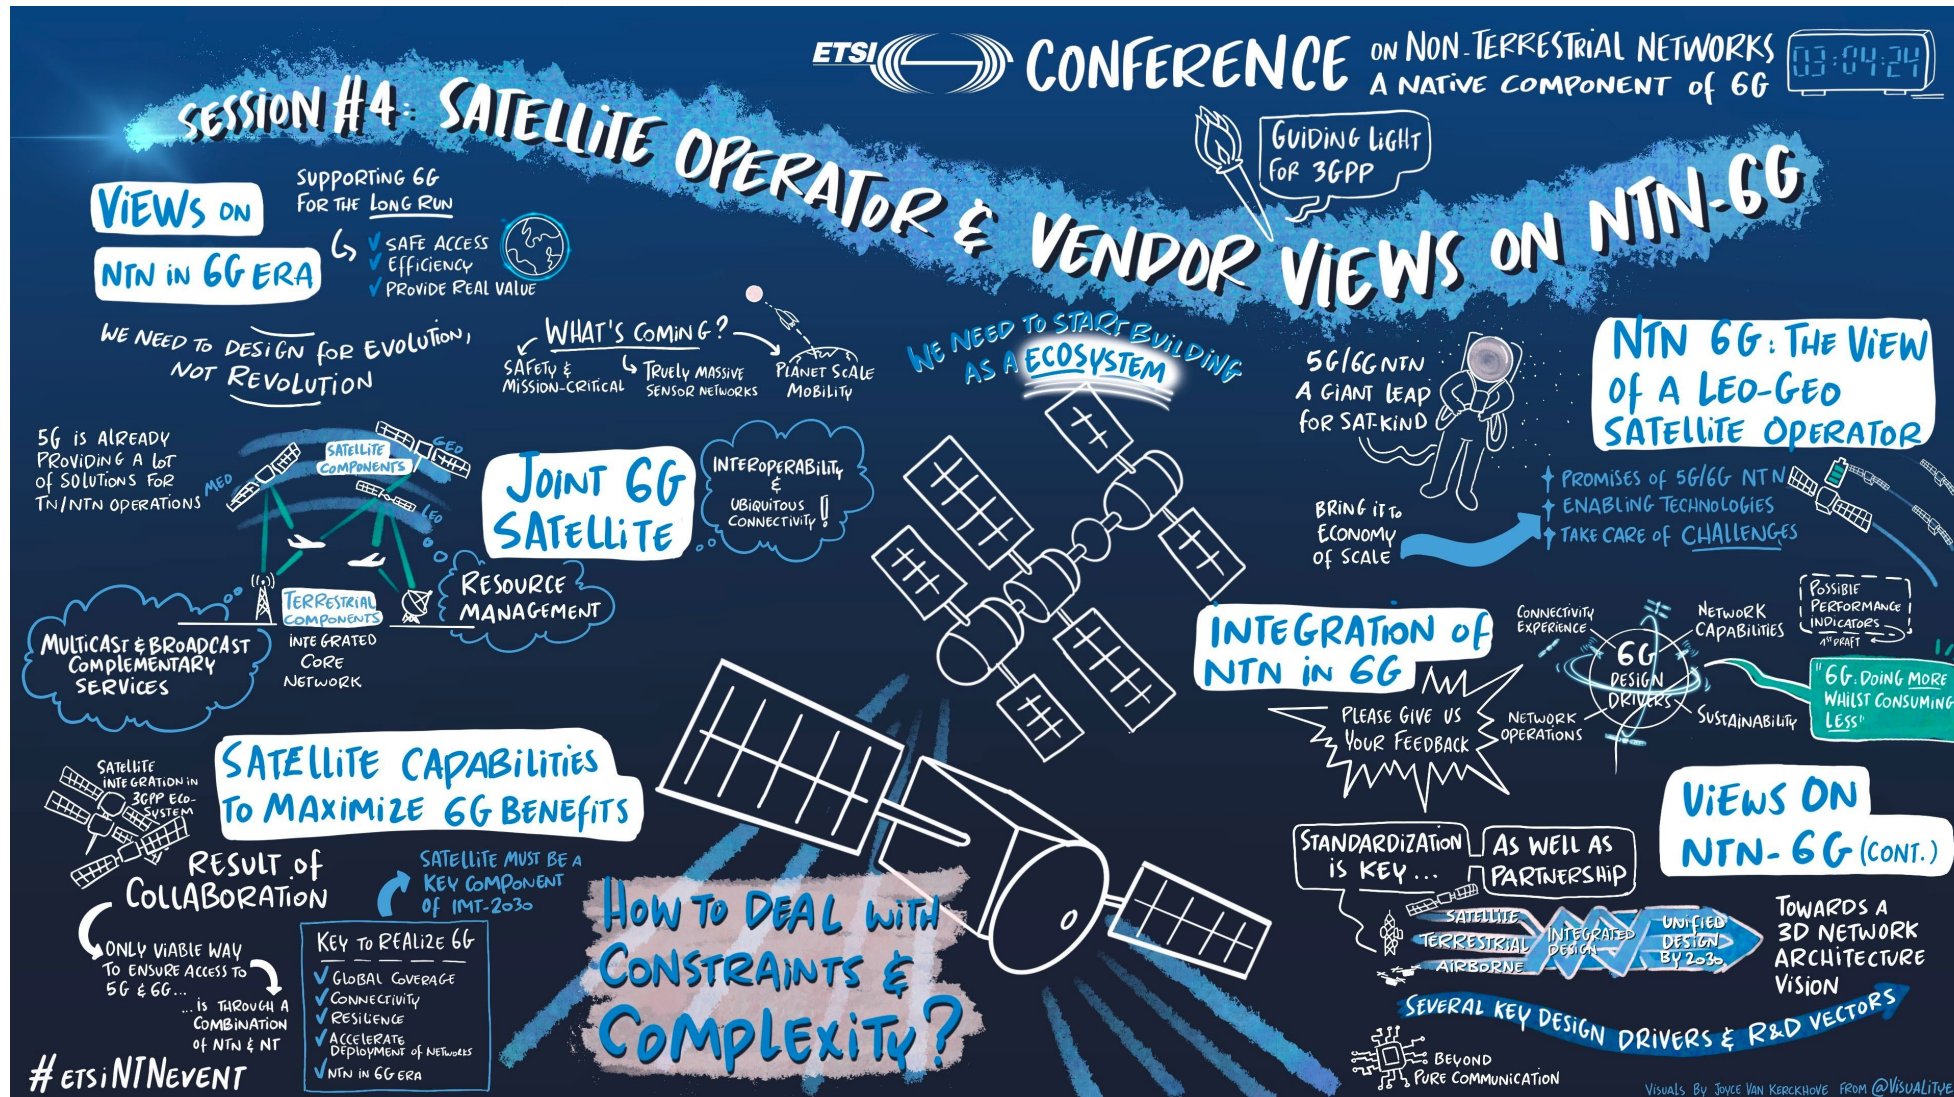 ETSI
CONFERENCE
ON NON-TERRESTRIAL NETWORKS
A NATIVE COMPONENT of 6G
03:04:24
SESSION #4: SATELLITE OPERATOR & VENDOR VIEWS ON NTN-6G
GUIDING LIGHT
FOR 3GPP
VIEWS ON
NTN IN 6G ERA
SUPPORTING 6G
FOR THE LONG RUN
✓ SAFE ACCESS
✓ EFFICIENCY
✓ PROVIDE REAL VALUE
WE NEED TO DESIGN FOR EVOLUTION,
NOT REVOLUTION
WHAT'S COMING?
SAFETY &
MISSION-CRITICAL
TRUELY MASSIVE
SENSOR NETWORKS
PLANET SCALE
MOBILITY
WE NEED TO START BUILDING
AS A ECOSYSTEM
5G IS ALREADY
PROVIDING A LOT
OF SOLUTIONS FOR
TN/NTN OPERATIONS
SATELLITE
COMPONENTS
GEO
MEO
LEO
JOINT 6G
SATELLITE
INTEROPERABILITY
&
UBIQUITOUS
CONNECTIVITY!
RESOURCE
MANAGEMENT
TERRESTRIAL
COMPONENTS
INTEGRATED
CORE
NETWORK
MULTICAST & BROADCAST
COMPLEMENTARY
SERVICES
SATELLITE CAPABILITIES
TO MAXIMIZE 6G BENEFITS
SATELLITE
INTEGRATION IN
3GPP ECO-
SYSTEM
RESULT OF
COLLABORATION
ONLY VIABLE WAY
TO ENSURE ACCESS TO
5G & 6G...
...IS THROUGH A
COMBINATION
OF NTN & NT
SATELLITE MUST BE A
KEY COMPONENT
OF IMT-2030
KEY TO REALIZE 6G
✓ GLOBAL COVERAGE
✓ CONNECTIVITY
✓ RESILIENCE
✓ ACCELERATE
DEPLOYMENT OF NETWORKS
✓ NTN IN 6G ERA
#ETSINTNEVENT
HOW TO DEAL WITH
CONSTRAINTS &
COMPLEXITY?
5G/6G NTN
A GIANT LEAP
FOR SAT-KIND
NTN 6G: THE VIEW
OF A LEO-GEO
SATELLITE OPERATOR
BRING IT TO
ECONOMY
OF SCALE
PROMISES OF 5G/6G NTN
ENABLING TECHNOLOGIES
TAKE CARE OF CHALLENGES
INTEGRATION OF
NTN IN 6G
PLEASE GIVE US
YOUR FEEDBACK
CONNECTIVITY
EXPERIENCE
NETWORK
CAPABILITIES
6G
DESIGN
DRIVERS
NETWORK
OPERATIONS
SUSTAINABILITY
POSSIBLE
PERFORMANCE
INDICATORS
1ST DRAFT
"6G: DOING MORE
WHILST CONSUMING
LESS"
VIEWS ON
NTN-6G (CONT.)
STANDARDIZATION
IS KEY...
AS WELL AS
PARTNERSHIP
SATELLITE
TERRESTRIAL
AIRBORNE
INTEGRATED
DESIGN
UNIFIED
DESIGN
BY 2030
TOWARDS A
3D NETWORK
ARCHITECTURE
VISION
SEVERAL KEY DESIGN DRIVERS & R&D VECTORS
BEYOND
PURE COMMUNICATION
VISUALS BY JOYCE VAN KERCKHOVE FROM @VISUALITYE